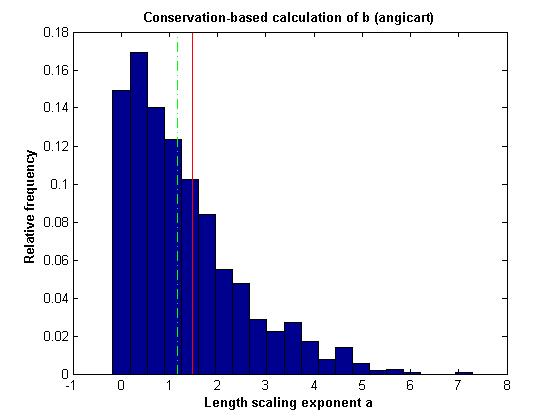 Conservation-based calculation of b (angicart)
0.18
0.16
0.14
0.12
0.1
0.08
0.06
0.04
0.02
0
Relative frequency
-1 0 1 2 3 4 5 6 7 8
Length scaling exponent a